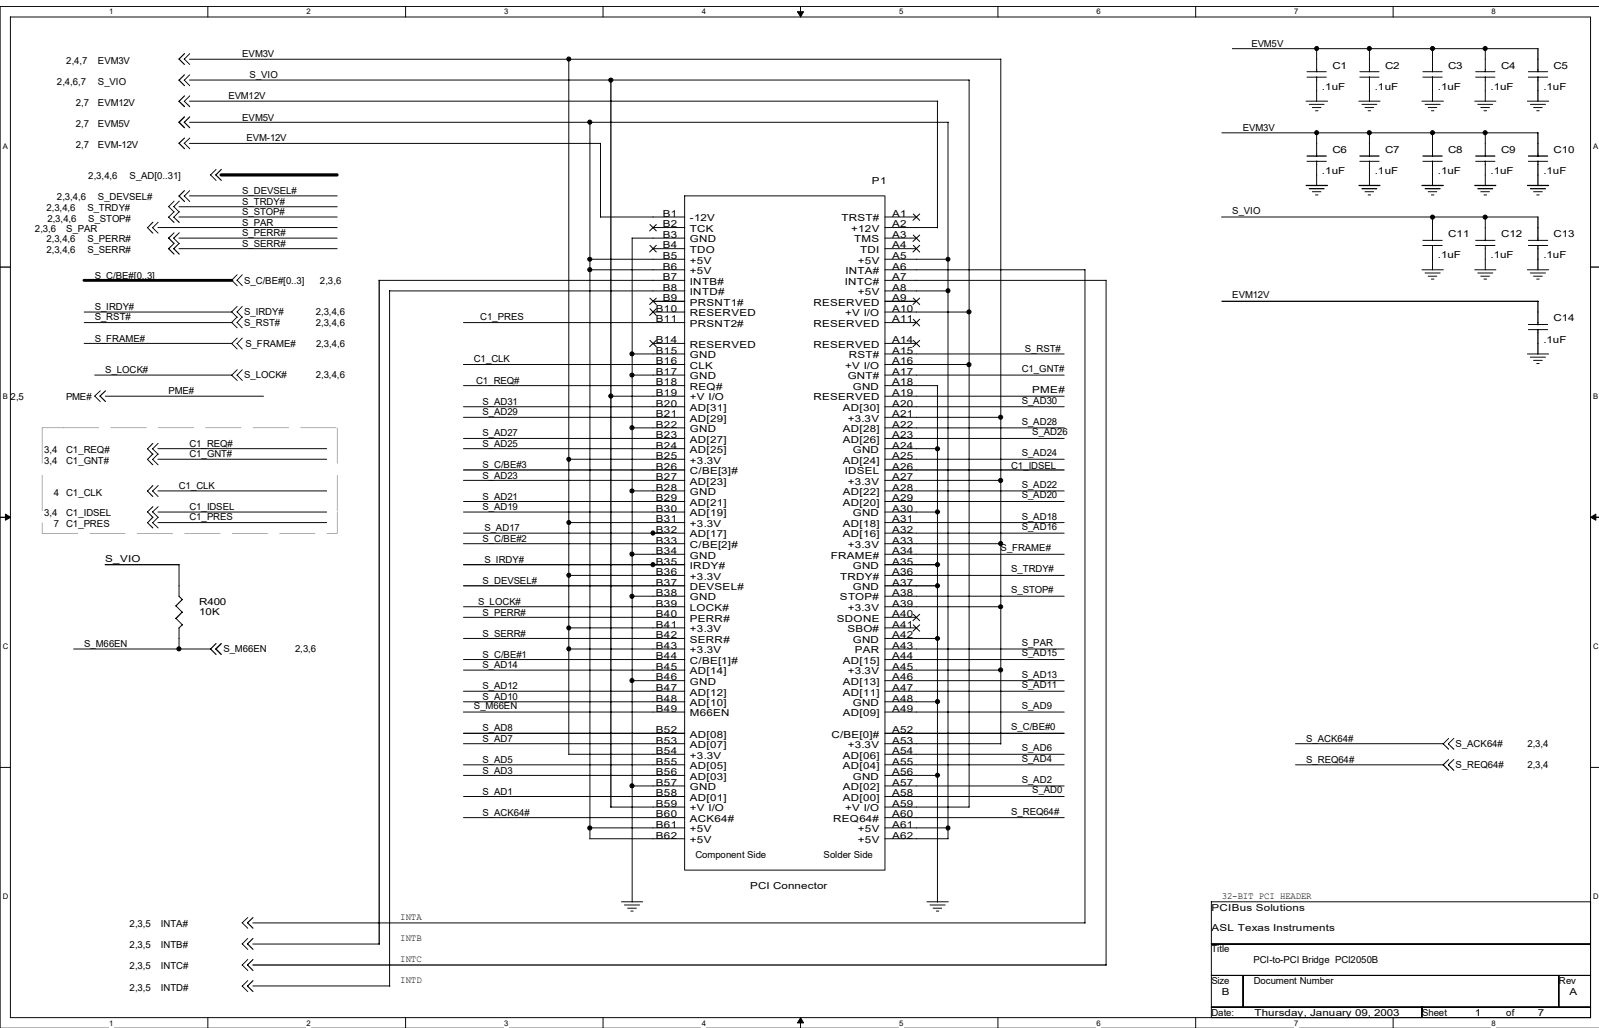 1 2 3 4 5 6 7 8
A
B
C
D
2,4,7 EVM3V EVM3V
2,4,6,7 S_VIO S_VIO
2,7 EVM12V EVM12V
2,7 EVM5V EVM5V
2,7 EVM-12V EVM-12V
2,3,4,6 S_AD[0..31]
2,3,4,6 S_DEVSEL# S_DEVSEL#
2,3,4,6 S_TRDY# S_TRDY#
2,3,4,6 S_STOP# S_STOP#
2,3,6 S_PAR S_PAR
2,3,4,6 S_PERR# S_PERR#
2,3,4,6 S_SERR# S_SERR#
S_C/BE#[0..3] S_C/BE#[0..3] 2,3,6
S_IRDY# S_IRDY# 2,3,4,6
S_RST# S_RST# 2,3,4,6
S_FRAME# S_FRAME# 2,3,4,6
S_LOCK# S_LOCK# 2,3,4,6
2,5 PME# PME#
3,4 C1_REQ# C1_REQ#
3,4 C1_GNT# C1_GNT#
4 C1_CLK C1_CLK
3,4 C1_IDSEL C1_IDSEL
7 C1_PRES C1_PRES
S_VIO
R400
10K
S_M66EN S_M66EN 2,3,6
P1
B1 -12V TRST# A1
B2 TCK +12V A2
B3 GND TMS A3
B4 TDO TDI A4
B5 +5V +5V A5
B6 +5V INTA# A6
B7 INTB# INTC# A7
B8 INTD# +5V A8
B9 PRSNT1# RESERVED A9
B10 RESERVED +V I/O A10
C1_PRES B11 PRSNT2# RESERVED A11
B14 RESERVED RESERVED A14
B15 GND RST# A15 S_RST#
C1_CLK B16 CLK +V I/O A16
B17 GND GNT# A17 C1_GNT#
C1_REQ# B18 REQ# GND A18
B19 +V I/O RESERVED A19 PME#
S_AD31 B20 AD[31] AD[30] A20 S_AD30
S_AD29 B21 AD[29] +3.3V A21
B22 GND AD[28] A22 S_AD28
S_AD27 B23 AD[27] AD[26] A23 S_AD26
S_AD25 B24 AD[25] GND A24
B25 +3.3V AD[24] A25 S_AD24
S_C/BE#3 B26 C/BE[3]# IDSEL A26 C1_IDSEL
S_AD23 B27 AD[23] +3.3V A27
B28 GND AD[22] A28 S_AD22
S_AD21 B29 AD[21] AD[20] A29 S_AD20
S_AD19 B30 AD[19] GND A30
B31 +3.3V AD[18] A31 S_AD18
S_AD17 B32 AD[17] AD[16] A32 S_AD16
S_C/BE#2 B33 C/BE[2]# +3.3V A33
B34 GND FRAME# A34 S_FRAME#
S_IRDY# B35 IRDY# GND A35
B36 +3.3V TRDY# A36 S_TRDY#
S_DEVSEL# B37 DEVSEL# GND A37
B38 GND STOP# A38 S_STOP#
S_LOCK# B39 LOCK# +3.3V A39
S_PERR# B40 PERR# SDONE A40
B41 +3.3V SBO# A41
S_SERR# B42 SERR# GND A42
B43 +3.3V PAR A43 S_PAR
S_C/BE#1 B44 C/BE[1]# AD[15] A44 S_AD15
S_AD14 B45 AD[14] +3.3V A45
B46 GND AD[13] A46 S_AD13
S_AD12 B47 AD[12] AD[11] A47 S_AD11
S_AD10 B48 AD[10] GND A48
S_M66EN B49 M66EN AD[09] A49 S_AD9
S_AD8 B52 AD[08] C/BE[0]# A52 S_C/BE#0
S_AD7 B53 AD[07] +3.3V A53
B54 +3.3V AD[06] A54 S_AD6
S_AD5 B55 AD[05] AD[04] A55 S_AD4
S_AD3 B56 AD[03] GND A56
B57 GND AD[02] A57 S_AD2
S_AD1 B58 AD[01] AD[00] A58 S_AD0
B59 +V I/O +V I/O A59
S_ACK64# B60 ACK64# REQ64# A60 S_REQ64#
B61 +5V +5V A61
B62 +5V +5V A62
Component Side Solder Side
PCI Connector
EVM5V
C1 C2 C3 C4 C5
.1uF .1uF .1uF .1uF .1uF
EVM3V
C6 C7 C8 C9 C10
.1uF .1uF .1uF .1uF .1uF
S_VIO
C11 C12 C13
.1uF .1uF .1uF
EVM12V
C14
.1uF
S_ACK64# S_ACK64# 2,3,4
S_REQ64# S_REQ64# 2,3,4
2,3,5 INTA# INTA
2,3,5 INTB# INTB
2,3,5 INTC# INTC
2,3,5 INTD# INTD
32-BIT PCI HEADER
PCIBus Solutions
ASL Texas Instruments
Title
PCI-to-PCI Bridge PCI2050B
Size Document Number Rev
B A
Date: Thursday, January 09, 2003 Sheet 1 of 7
A
B
C
D
1 2 3 4 5 6 7 8